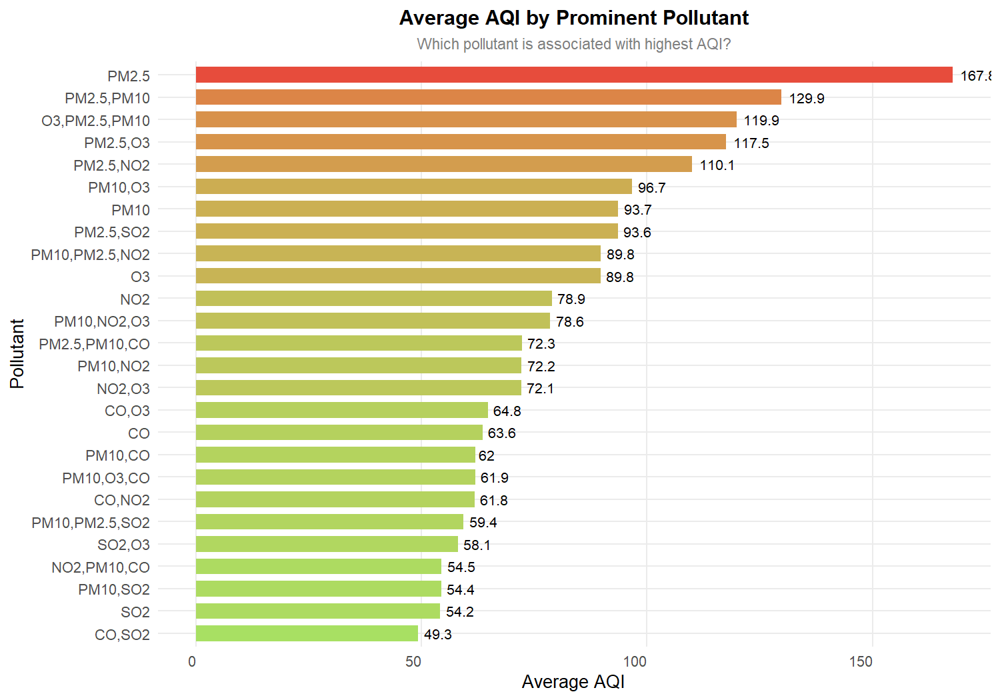 Average AQI by Prominent Pollutant
Which pollutant is associated with highest AQI?
PM2.5 167.8
PM2.5,PM10 129.9
O3,PM2.5,PM10 119.9
PM2.5,O3 117.5
PM2.5,NO2 110.1
PM10,O3 96.7
PM10 93.7
PM2.5,SO2 93.6
PM10,PM2.5,NO2 89.8
O3 89.8
NO2 78.9
PM10,NO2,O3 78.6
PM2.5,PM10,CO 72.3
PM10,NO2 72.2
NO2,O3 72.1
CO,O3 64.8
CO 63.6
PM10,CO 62
PM10,O3,CO 61.9
CO,NO2 61.8
PM10,PM2.5,SO2 59.4
SO2,O3 58.1
NO2,PM10,CO 54.5
PM10,SO2 54.4
SO2 54.2
CO,SO2 49.3
0 50 100 150
Average AQI
Pollutant